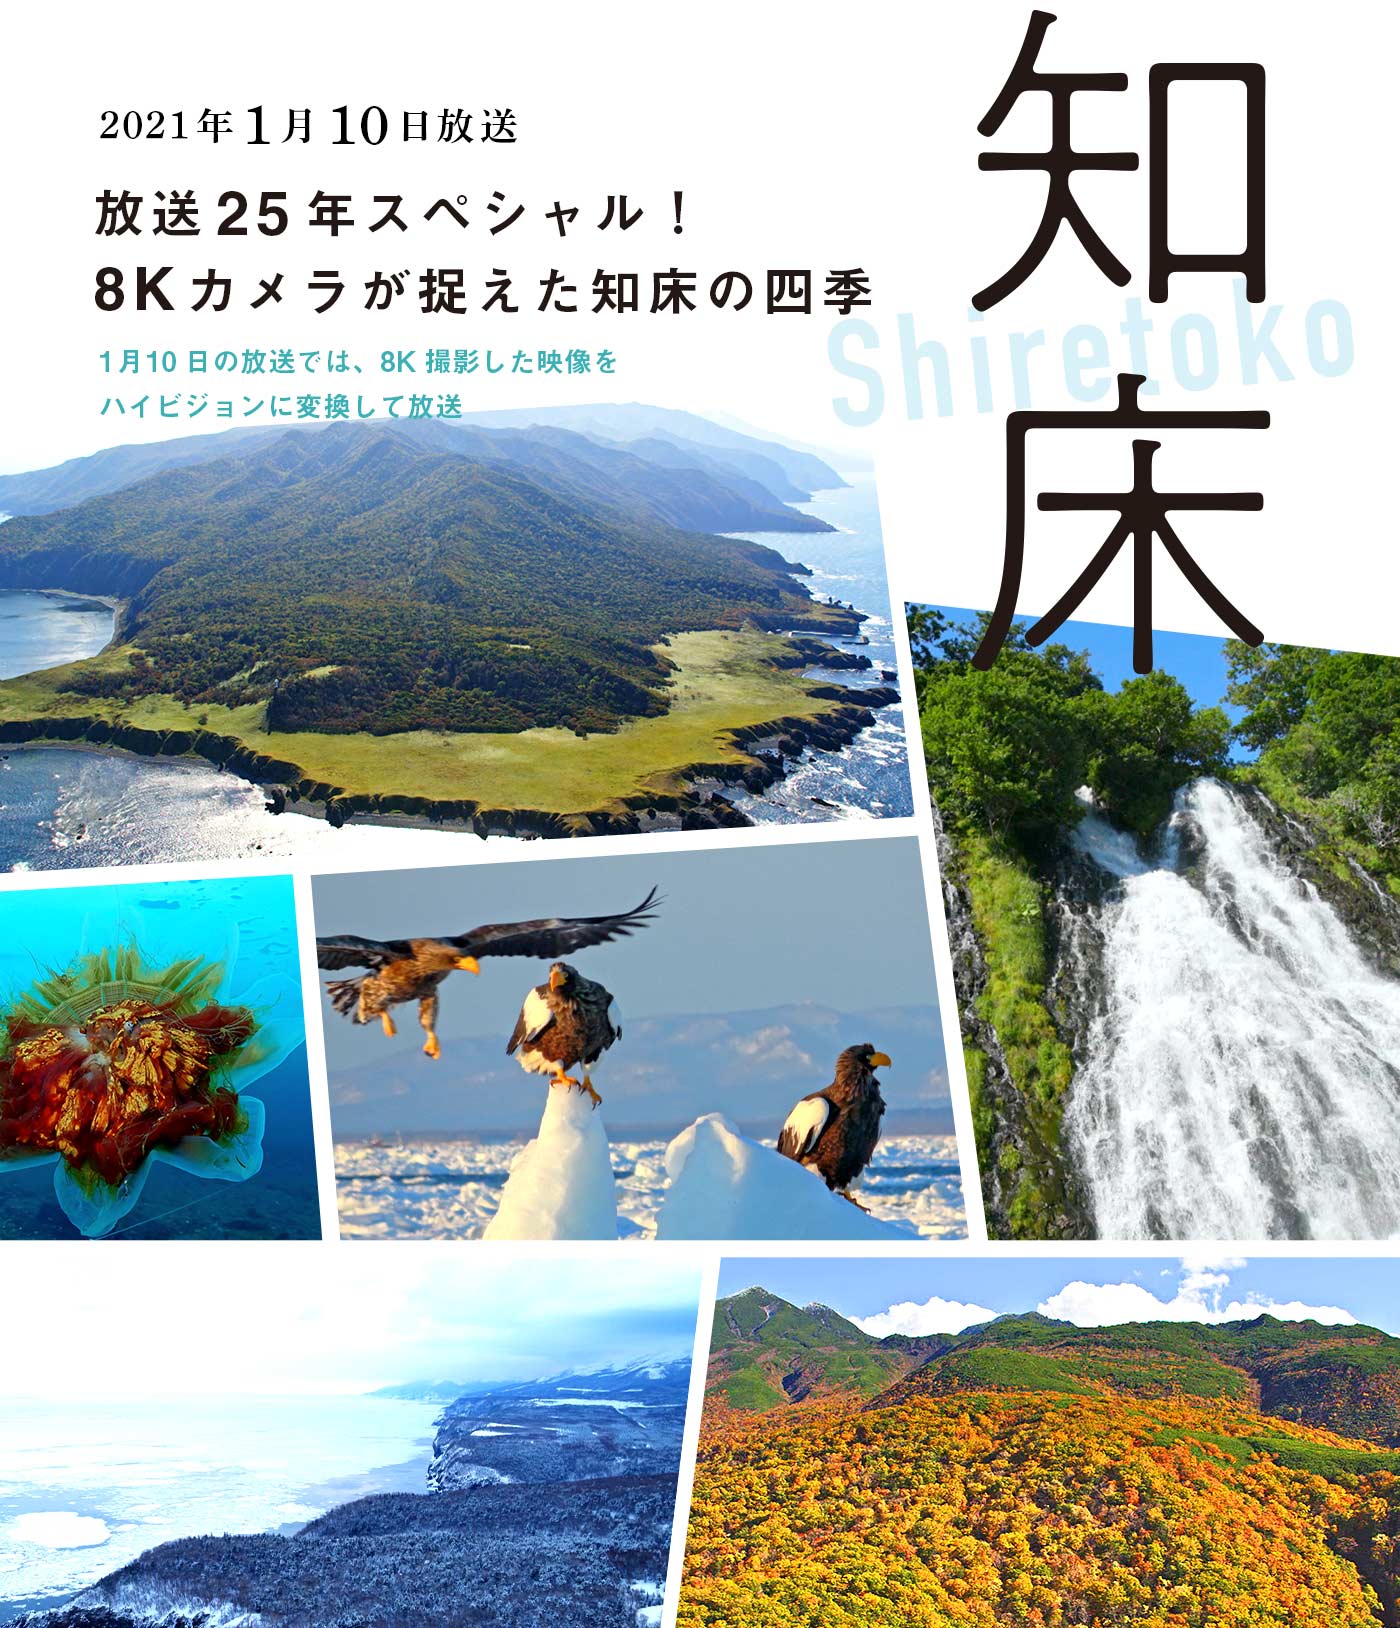 2021年1月10日放送
放送25年スペシャル！
8Kカメラが捉えた知床の四季
1月10日の放送では、8K撮影した映像を
ハイビジョンに変換して放送
知床
Shiretoko